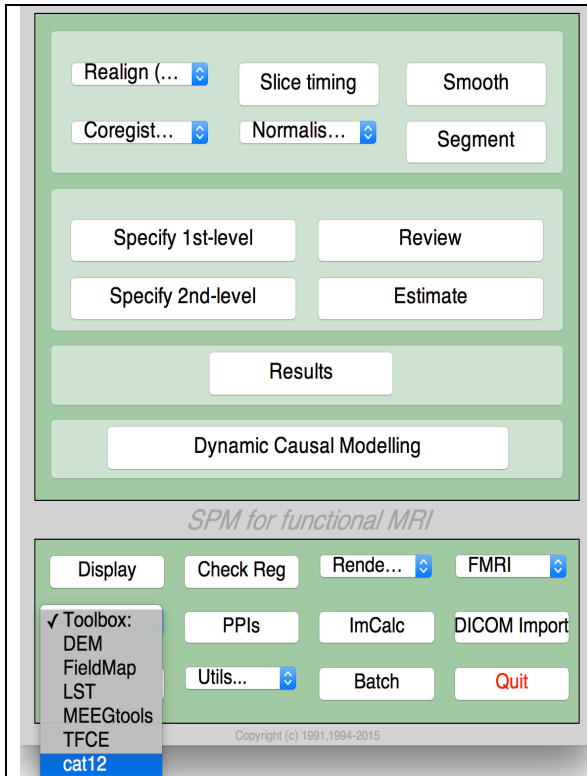 Realign (...
Slice timing
Smooth
Coregist...
Normalis...
Segment
Specify 1st-level
Review
Specify 2nd-level
Estimate
Results
Dynamic Causal Modelling
SPM for functional MRI
Display
Check Reg
Rende...
FMRI
✓ Toolbox:
PPIs
ImCalc
DICOM Import
DEM
FieldMap
LST
Utils...
Batch
Quit
MEEGtools
TFCE
Copyright (c) 1991,1994-2015
cat12